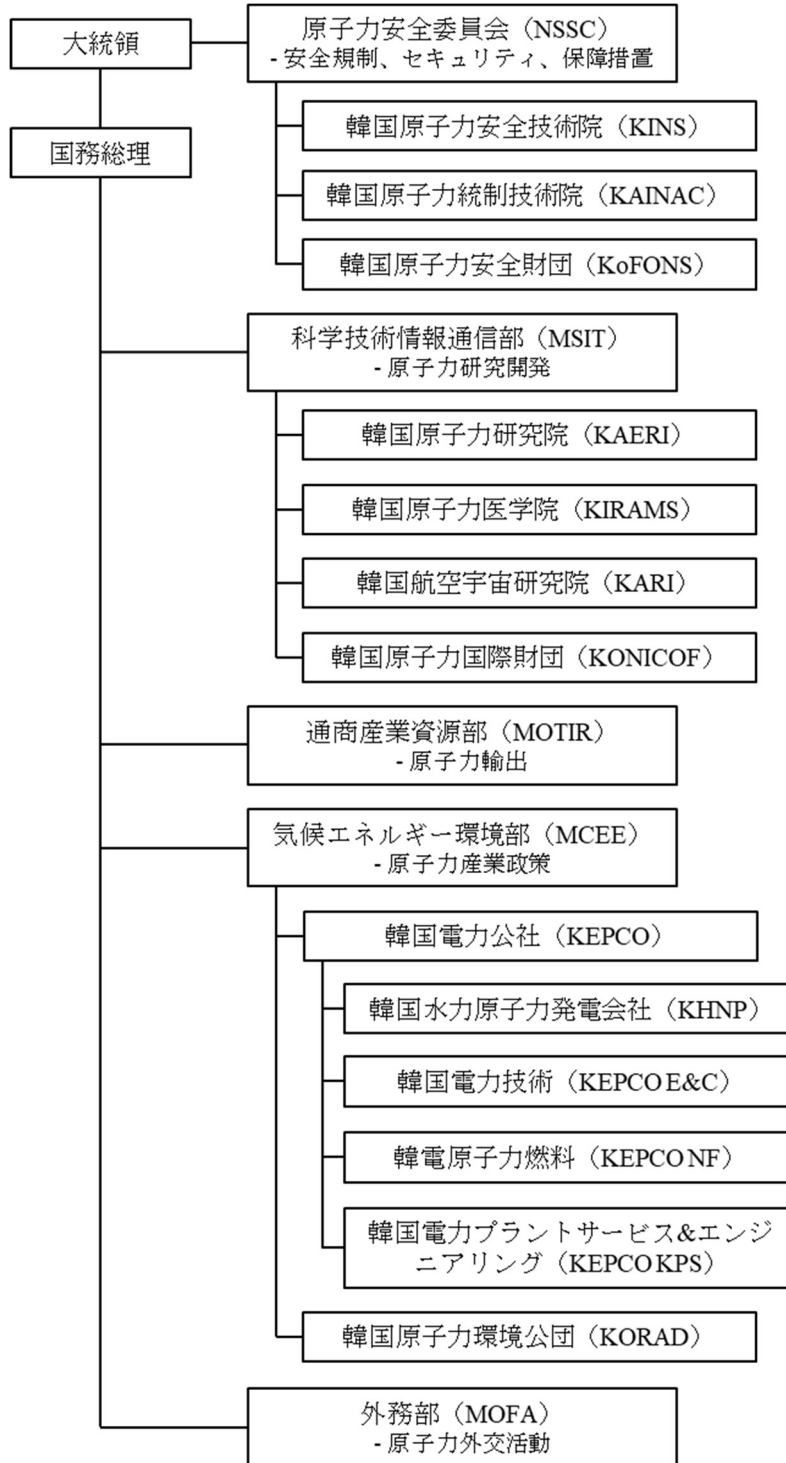 大統領
原子力安全委員会（NSSC）
- 安全規制、セキュリティ、保障措置
国務総理
韓国原子力安全技術院（KINS）
韓国原子力統制技術院（KAINAC）
韓国原子力安全財団（KoFONS）
科学技術情報通信部（MSIT）
- 原子力研究開発
韓国原子力研究院（KAERI）
韓国原子力医学院（KIRAMS）
韓国航空宇宙研究院（KARI）
韓国原子力国際財団（KONICOF）
通商産業資源部（MOTIR）
- 原子力輸出
気候エネルギー環境部（MCEE）
- 原子力産業政策
韓国電力公社（KEPCO）
韓国水力原子力発電会社（KHNP）
韓国電力技術（KEPCO E&C）
韓電原子力燃料（KEPCO NF）
韓国電力プラントサービス&エンジ
ニアリング（KEPCO KPS）
韓国原子力環境公団（KORAD）
外務部（MOFA）
- 原子力外交活動